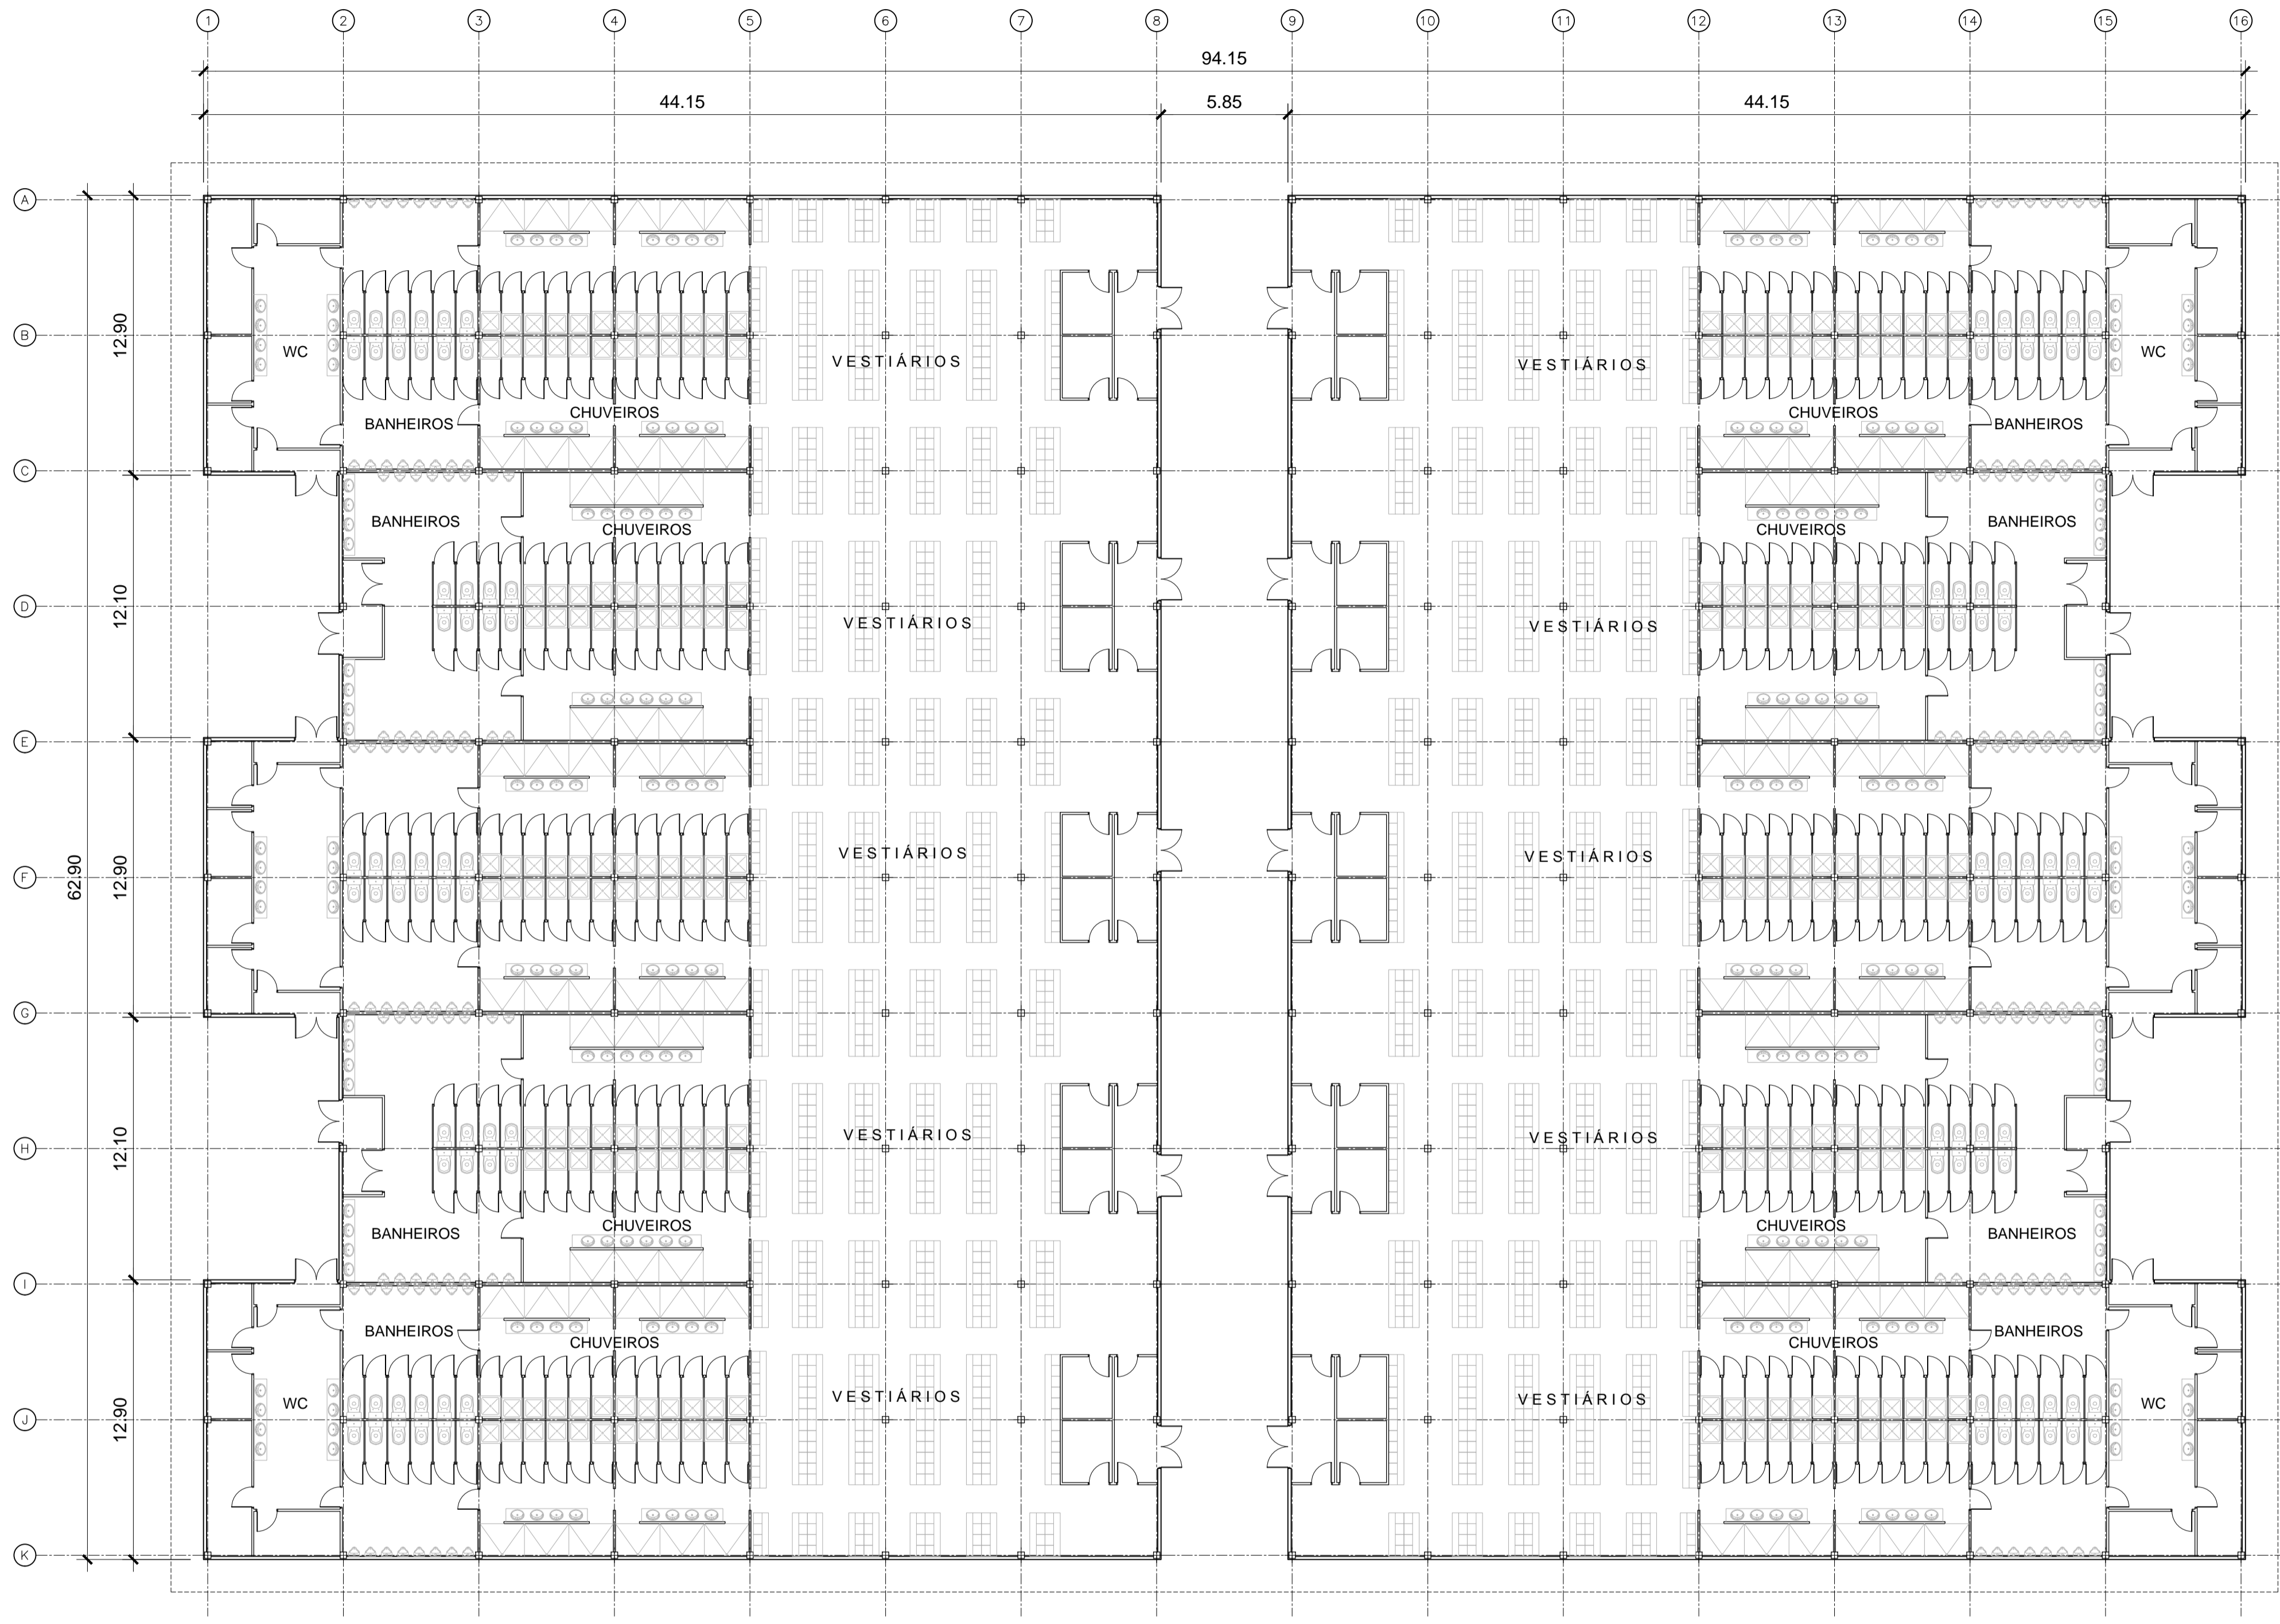 1 2 3 4 5 6 7 8 9 10 11 12 13 14 15 16
94.15
44.15 5.85 44.15
A
B
12.90
WC
VESTIÁRIOS
VESTIÁRIOS
WC
CHUVEIROS
CHUVEIROS
BANHEIROS
BANHEIROS
C
BANHEIROS
BANHEIROS
CHUVEIROS
CHUVEIROS
D
12.10
VESTIÁRIOS
VESTIÁRIOS
E
VESTIÁRIOS
VESTIÁRIOS
F
12.90
62.90
G
H
12.10
VESTIÁRIOS
VESTIÁRIOS
CHUVEIROS
CHUVEIROS
BANHEIROS
BANHEIROS
I
BANHEIROS
BANHEIROS
CHUVEIROS
CHUVEIROS
WC
VESTIÁRIOS
VESTIÁRIOS
WC
J
12.90
K